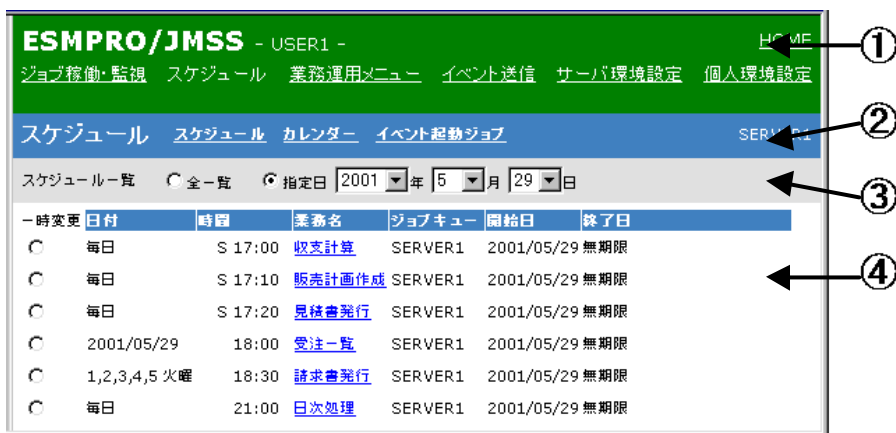 ESMPRO/JMSS - USER1 - HOME ①
ジョブ稼働・監視 スケジュール 業務運用メニュー イベント送信 サーバ環境設定 個人環境設定
スケジュール スケジュール カレンダー イベント起動ジョブ SERVER1 ②
スケジュール一覧 全一覧 指定日 2001 年 5 月 29 日 ③
一時変更 日付 時間 業務名 ジョブキュー 開始日 終了日
毎日 S 17:00 収支計算 SERVER1 2001/05/29 無期限
毎日 S 17:10 販売計画作成 SERVER1 2001/05/29 無期限 ④
毎日 S 17:20 見積書発行 SERVER1 2001/05/29 無期限
2001/05/29 18:00 受注一覧 SERVER1 2001/05/29 無期限
1,2,3,4,5 火曜 18:30 請求書発行 SERVER1 2001/05/29 無期限
毎日 21:00 日次処理 SERVER1 2001/05/29 無期限